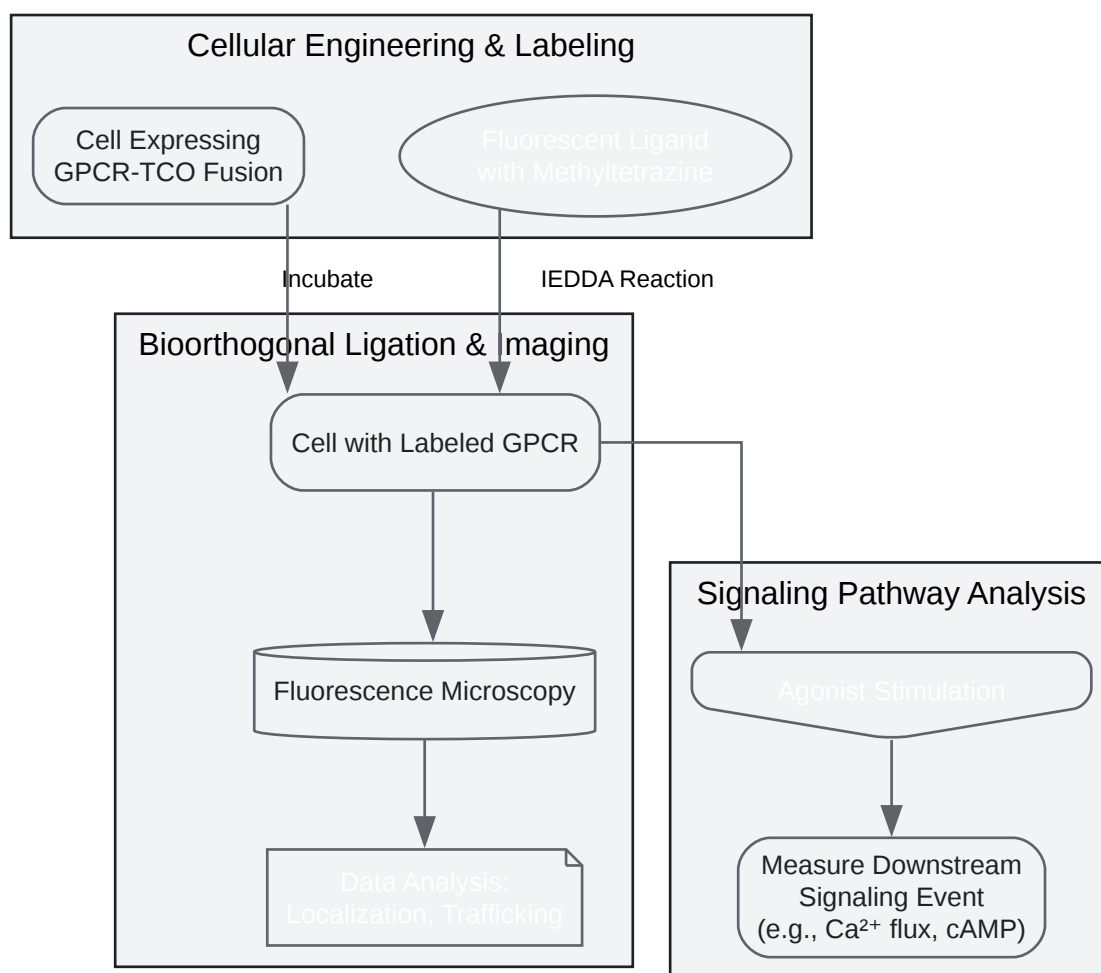 Cellular Engineering & Labeling
Cell Expressing
GPCR-TCO Fusion
Fluorescent Ligand
with Methyltetrazine
Incubate
IEDDA Reaction
Bioorthogonal Ligation & Imaging
Cell with Labeled GPCR
Fluorescence Microscopy
Data Analysis:
Localization, Trafficking
Signaling Pathway Analysis
Agonist Stimulation
Measure Downstream
Signaling Event
(e.g., Ca²⁺ flux, cAMP)